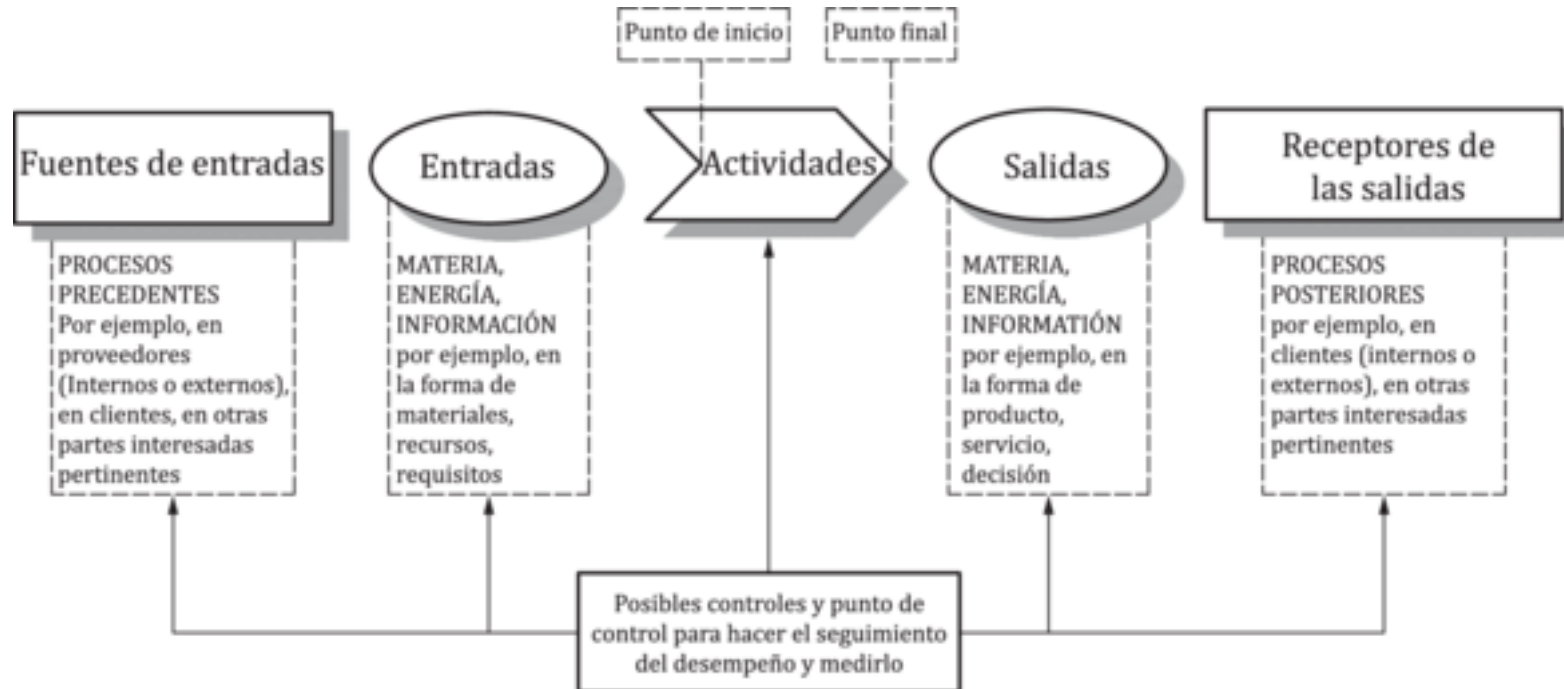 Punto de inicio
Punto final
Fuentes de entradas
Entradas
Actividades
Salidas
Receptores de
las salidas
PROCESOS
PRECEDENTES
Por ejemplo, en
proveedores
(Internos o externos),
en clientes, en otras
partes interesadas
pertinentes
MATERIA,
ENERGÍA,
INFORMACIÓN
por ejemplo, en
la forma de
materiales,
recursos,
requisitos
MATERIA,
ENERGÍA,
INFORMATIÓN
por ejemplo, en
la forma de
producto,
servicio,
decisión
PROCESOS
POSTERIORES
por ejemplo, en
clientes (internos o
externos), en otras
partes interesadas
pertinentes
Posibles controles y punto de
control para hacer el seguimiento
del desempeño y medirlo